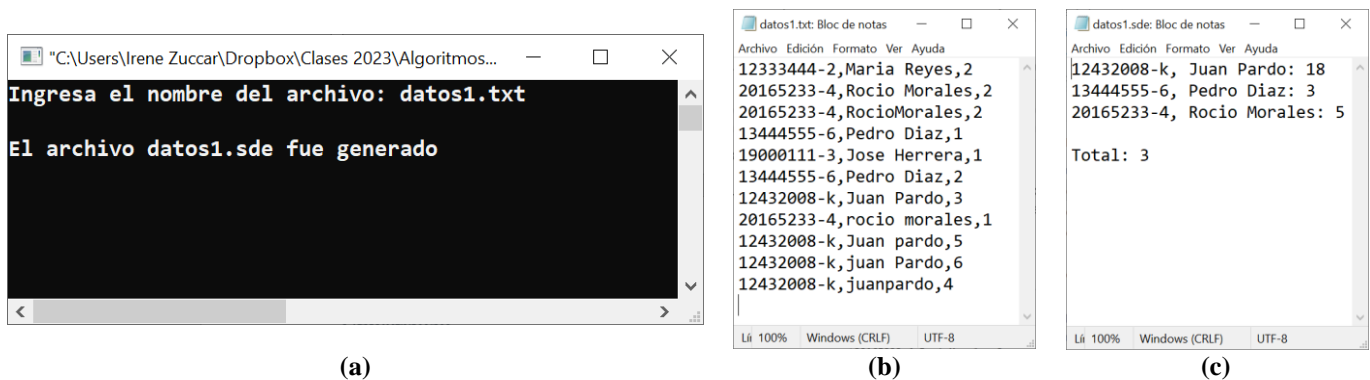 "C:\Users\Irene Zuccar\Dropbox\Clases 2023\Algoritmos...
Ingresa el nombre del archivo: datos1.txt
El archivo datos1.sde fue generado
(a)
datos1.txt: Bloc de notas
Archivo Edición Formato Ver Ayuda
12333444-2,Maria Reyes,2
20165233-4,Rocio Morales,2
20165233-4,RocioMorales,2
13444555-6,Pedro Diaz,1
19000111-3,Jose Herrera,1
13444555-6,Pedro Diaz,2
12432008-k,Juan Pardo,3
20165233-4,rocio morales,1
12432008-k,Juan pardo,5
12432008-k,juan Pardo,6
12432008-k,juanpardo,4
Lí 100% Windows (CRLF) UTF-8
(b)
datos1.sde: Bloc de notas
Archivo Edición Formato Ver Ayuda
12432008-k, Juan Pardo: 18
13444555-6, Pedro Diaz: 3
20165233-4, Rocio Morales: 5
Total: 3
Lí 100% Windows (CRLF) UTF-8
(c)